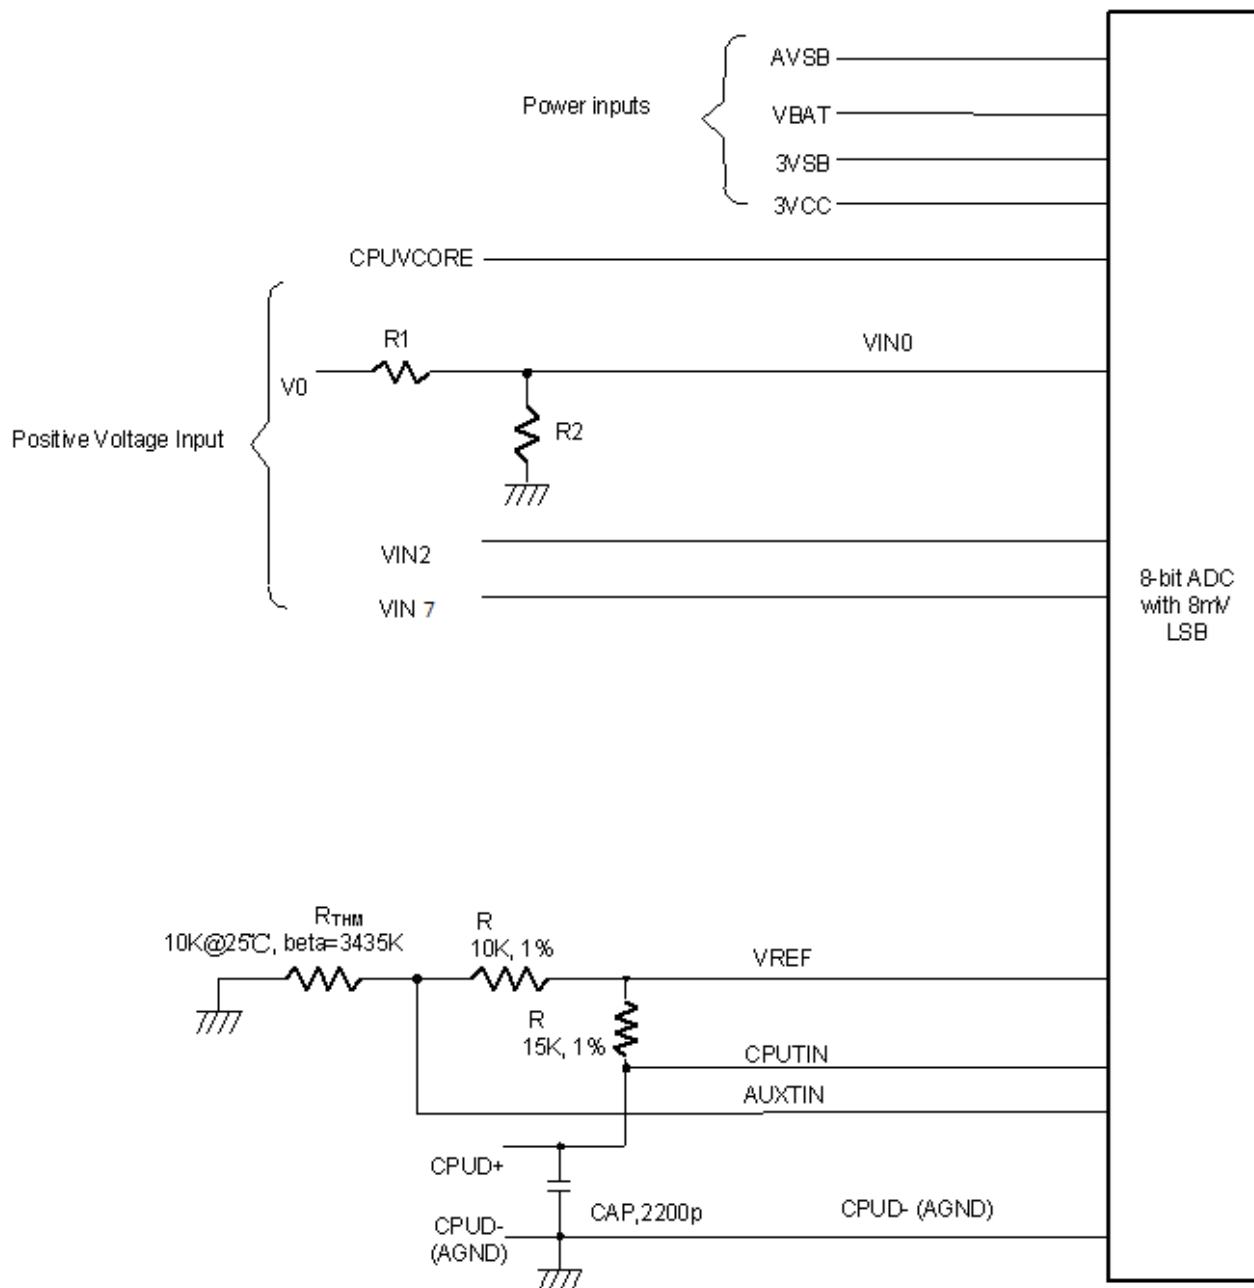 AVSB
Power inputs
VBAT
3VSB
3VCC
CPUVCORE
R1
VIN0
V0
R2
Positive Voltage Input
VIN2
VIN 7
8-bit ADC
with 8mV
LSB
RTHM
10K@25℃, beta=3435K
R
10K, 1%
VREF
R
15K, 1%
CPUTIN
AUXTIN
CPUD+
CAP,2200p
CPUD- (AGND)
CPUD-
(AGND)